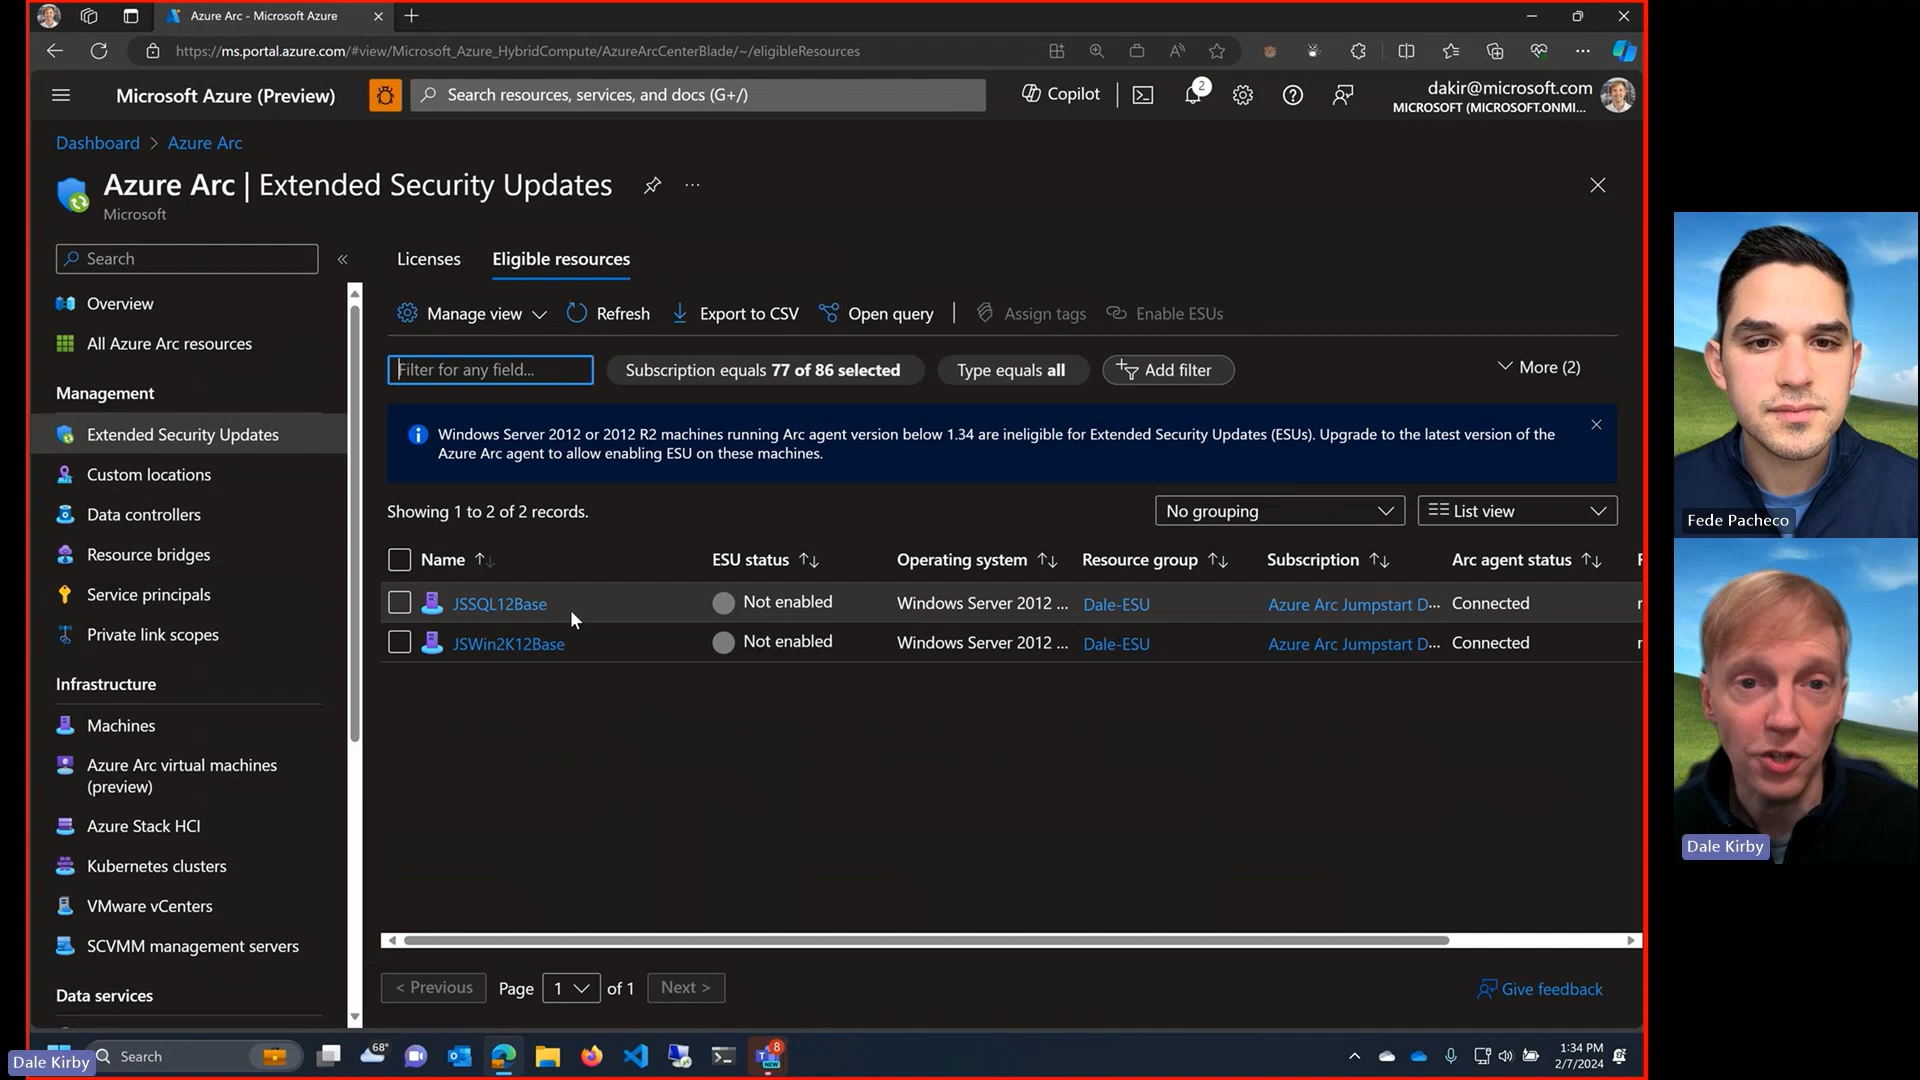 Azure Arc - Microsoft Azure
https://ms.portal.azure.com/#view/Microsoft_Azure_HybridCompute/AzureArcCenterBlade/~/eligibleResources
Microsoft Azure (Preview)
Search resources, services, and docs (G+/)
Copilot
2
dakir@microsoft.com
MICROSOFT (MICROSOFT.ONMI...
Dashboard > Azure Arc
Azure Arc | Extended Security Updates
Microsoft
Search
Overview
All Azure Arc resources
Management
Extended Security Updates
Custom locations
Data controllers
Resource bridges
Service principals
Private link scopes
Infrastructure
Machines
Azure Arc virtual machines
(preview)
Azure Stack HCI
Kubernetes clusters
VMware vCenters
SCVMM management servers
Data services
Licenses
Eligible resources
Manage view
Refresh
Export to CSV
Open query
Assign tags
Enable ESUs
Filter for any field...
Subscription equals 77 of 86 selected
Type equals all
Add filter
More (2)
Windows Server 2012 or 2012 R2 machines running Arc agent version below 1.34 are ineligible for Extended Security Updates (ESUs). Upgrade to the latest version of the
Azure Arc agent to allow enabling ESU on these machines.
Showing 1 to 2 of 2 records.
No grouping
List view
Name ESU status Operating system Resource group Subscription Arc agent status
JSSQL12Base Not enabled Windows Server 2012 ... Dale-ESU Azure Arc Jumpstart D... Connected
JSWin2K12Base Not enabled Windows Server 2012 ... Dale-ESU Azure Arc Jumpstart D... Connected
< Previous
Page 1 of 1
Next >
Give feedback
Fede Pacheco
Dale Kirby
Dale Kirby
Search
68°
8
NEW
1:34 PM
2/7/2024